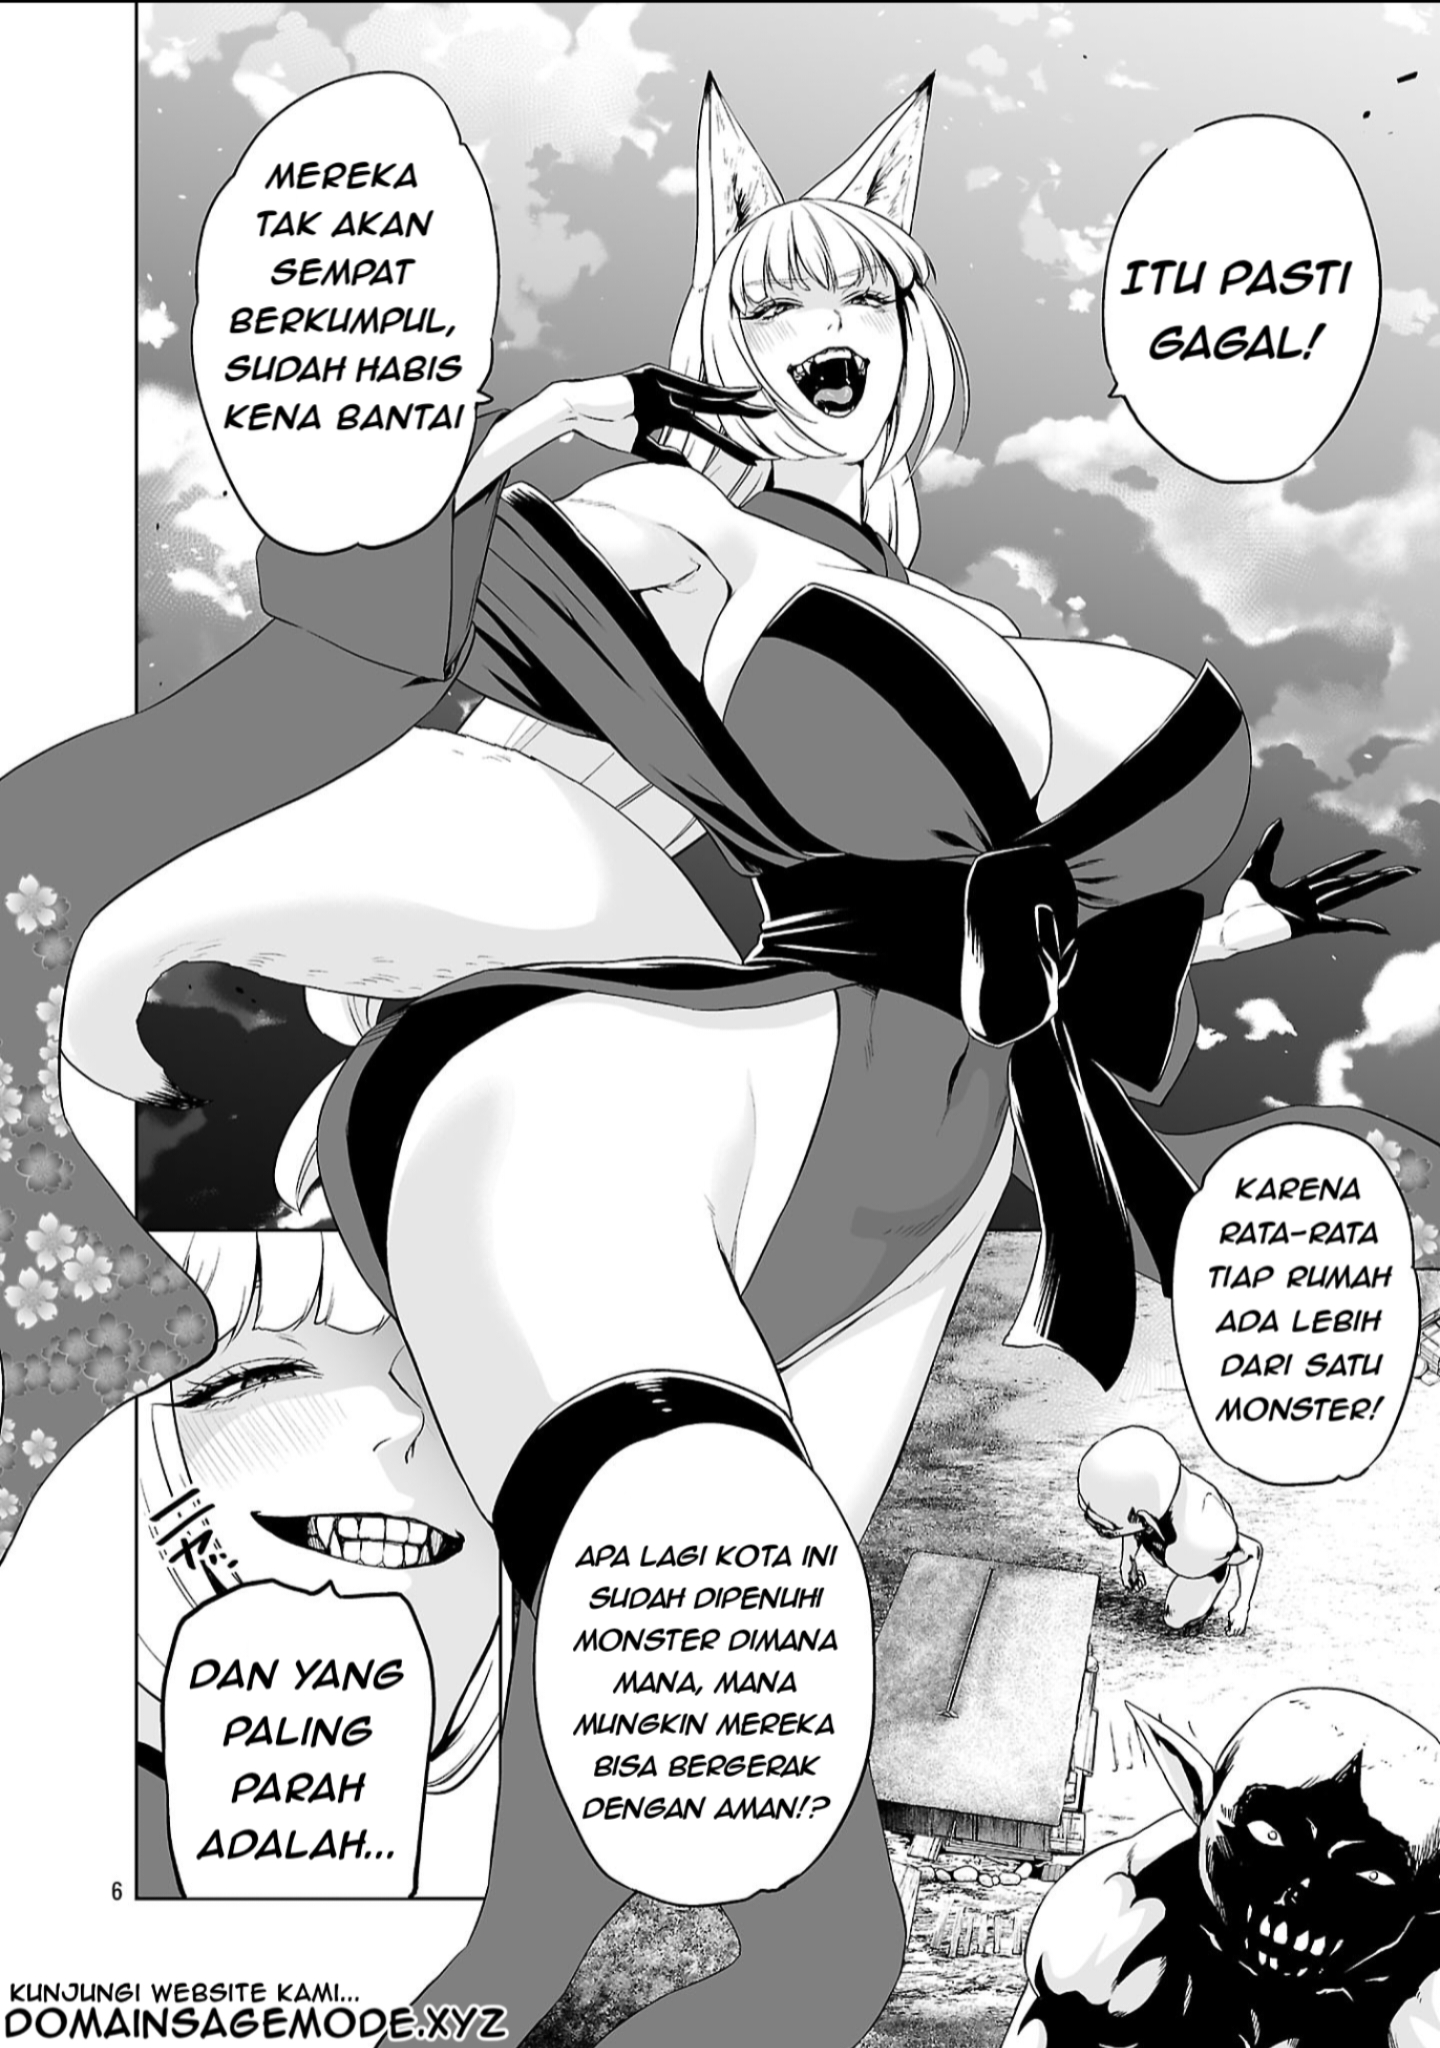 ITU PASTI
GAGAL!
MEREKA
TAK AKAN
SEMPAT
BERKUMPUL,
SUDAH HABIS
KENA BANTAI
KARENA
RATA-RATA
TIAP RUMAH
ADA LEBIH
DARI SATU
MONSTER!
APA LAGI KOTA INI
SUDAH DIPENUHI
MONSTER DIMANA
MANA, MANA
MUNGKIN MEREKA
BISA BERGERAK
DENGAN AMAN!?
ニヤ
DAN YANG
PALING
PARAH
ADALAH...
6
KUNJUNGI WEBSITE KAMI...
DOMAINSAGEMODE.XYZ